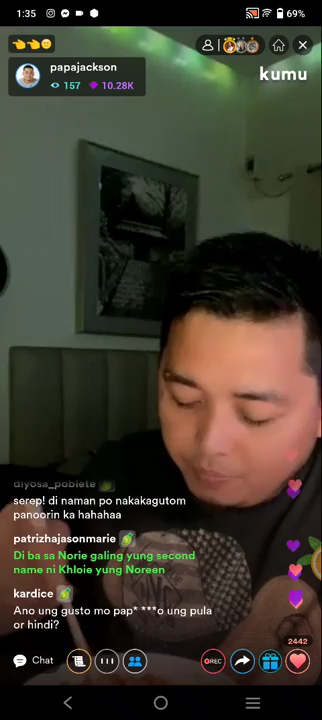 1:35
69%
papajackson
157 10.28K
kumu
diyosa_poblete
serep! di naman po nakakagutom
panoorin ka hahahaa
patrizhajasonmarie
Di ba sa Norie galing yung second
name ni Khloie yung Noreen
kardice
Ano ung gusto mo pap* ***o ung pula
or hindi?
2442
Chat
REC